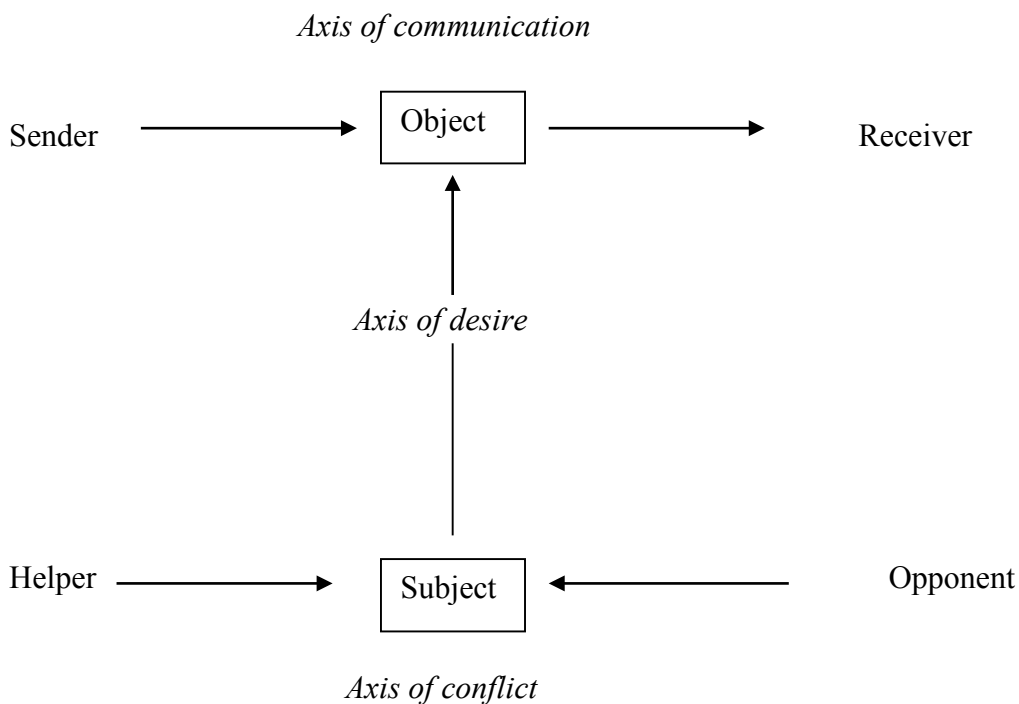 Axis of communication
Sender
Object
Receiver
Axis of desire
Helper
Subject
Opponent
Axis of conflict